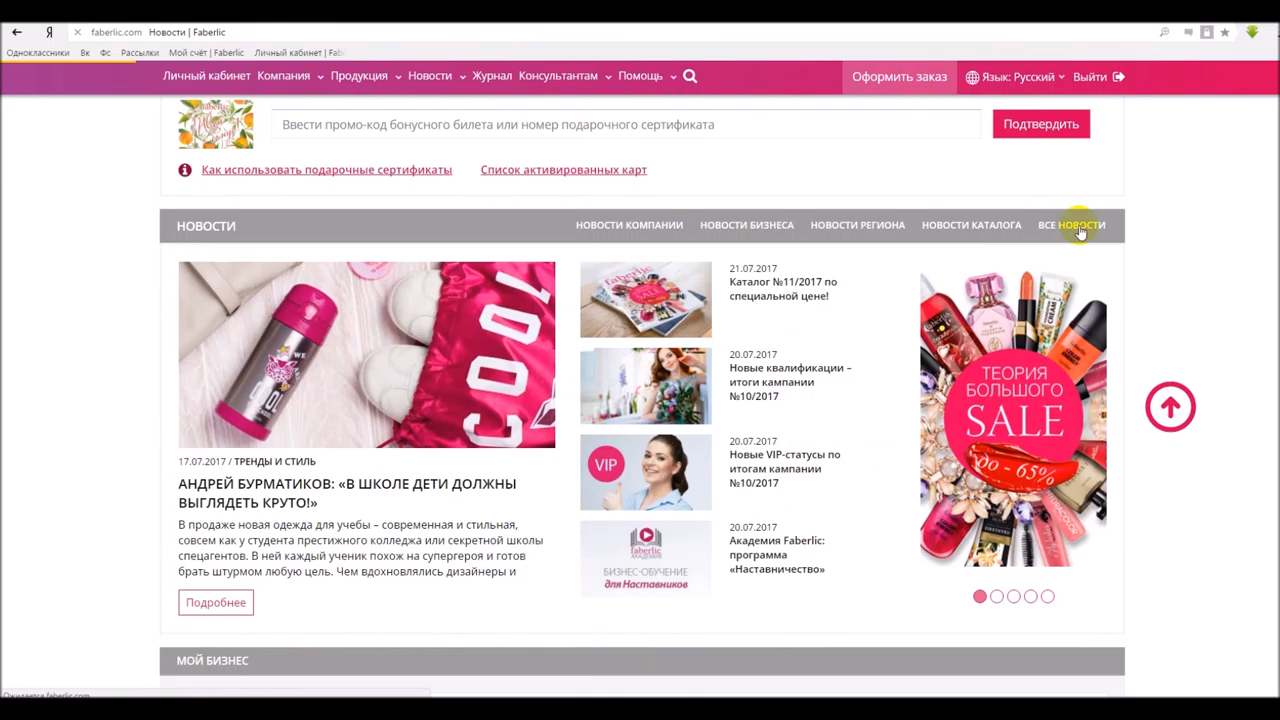 faberlic.com Новости | Faberlic
Одноклассники Вк Фс Рассылки Мой счёт | Faberlic Личный кабинет | Fab
Личный кабинет Компания Продукция Новости Журнал Консультантам Помощь Оформить заказ Язык: Русский Выйти
faberlic
Ввести промо-код бонусного билета или номер подарочного сертификата Подтвердить
Как использовать подарочные сертификаты Список активированных карт
НОВОСТИ НОВОСТИ КОМПАНИИ НОВОСТИ БИЗНЕСА НОВОСТИ РЕГИОНА НОВОСТИ КАТАЛОГА ВСЕ НОВОСТИ
COOL
WE
17.07.2017 / ТРЕНДЫ И СТИЛЬ
АНДРЕЙ БУРМАТИКОВ: «В ШКОЛЕ ДЕТИ ДОЛЖНЫ
ВЫГЛЯДЕТЬ КРУТО!»
В продаже новая одежда для учебы – современная и стильная,
совсем как у студента престижного колледжа или секретной школы
спецагентов. В ней каждый ученик похож на супергероя и готов
брать штурмом любую цель. Чем вдохновлялись дизайнеры и
Подробнее
21.07.2017
Каталог №11/2017 по
специальной цене!
20.07.2017
Новые квалификации –
итоги кампании
№10/2017
VIP
20.07.2017
Новые VIP-статусы по
итогам кампании
№10/2017
faberlic
АКАДЕМИЯ
БИЗНЕС-ОБУЧЕНИЕ
для Наставников
20.07.2017
Академия Faberlic:
программа
«Наставничество»
ТЕОРИЯ
БОЛЬШОГО
SALE
до - 65%
МОЙ БИЗНЕС
Ожидается faberlic.com